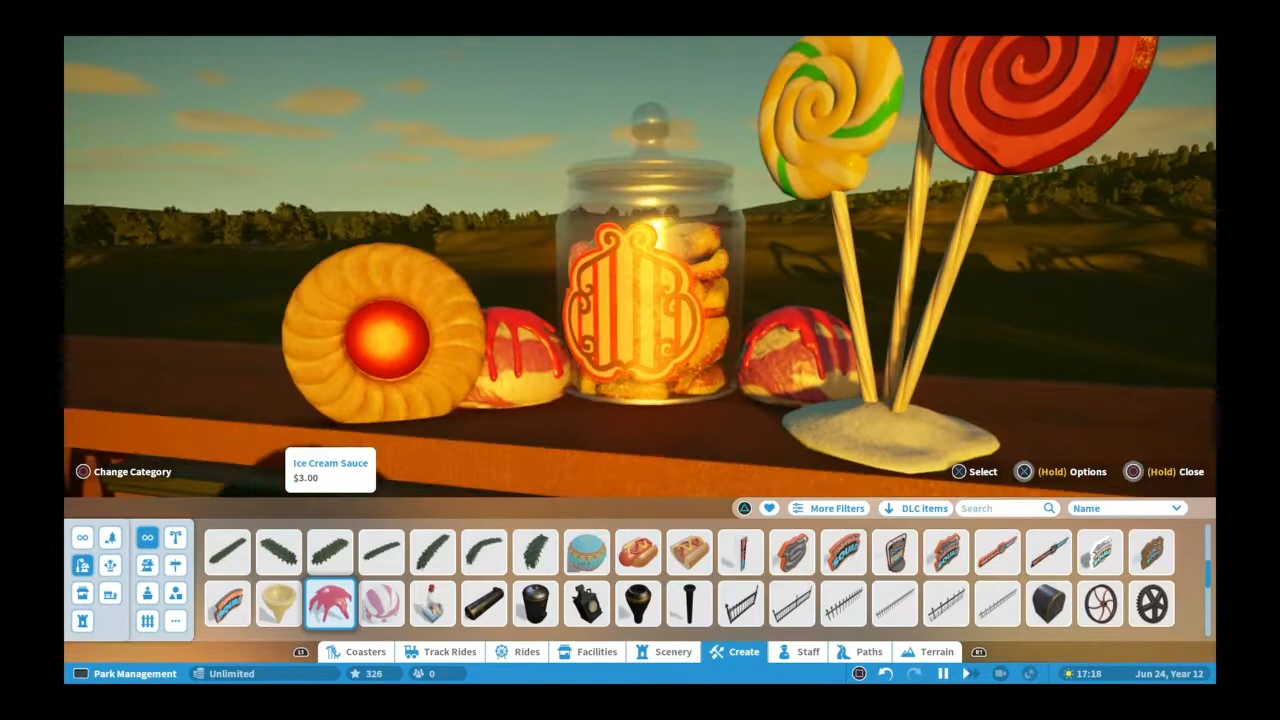 Change Category
Ice Cream Sauce
$3.00
Select
(Hold) Options
(Hold) Close
More Filters
DLC items
Search
Name
L1
Coasters
Track Rides
Rides
Facilities
Scenery
Create
Staff
Paths
Terrain
R1
Park Management
Unlimited
326
0
17:18
Jun 24, Year 12